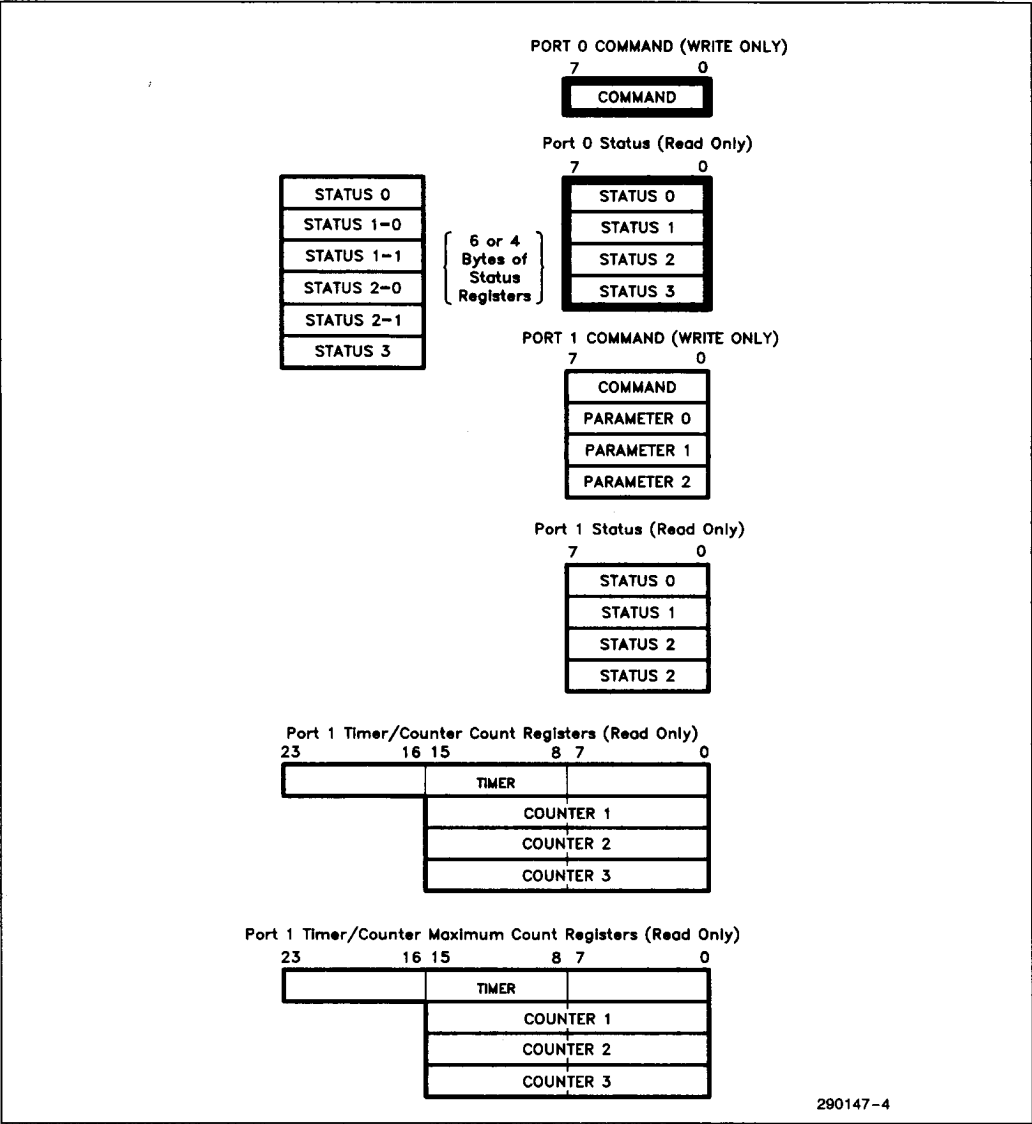 PORT 0 COMMAND (WRITE ONLY)
7 0
COMMAND
Port 0 Status (Read Only)
7 0
STATUS 0
STATUS 1
STATUS 2
STATUS 3
STATUS 0
STATUS 1-0
STATUS 1-1
STATUS 2-0
STATUS 2-1
STATUS 3
6 or 4
Bytes of
Status
Registers
PORT 1 COMMAND (WRITE ONLY)
7 0
COMMAND
PARAMETER 0
PARAMETER 1
PARAMETER 2
Port 1 Status (Read Only)
7 0
STATUS 0
STATUS 1
STATUS 2
STATUS 2
Port 1 Timer/Counter Count Registers (Read Only)
23 16 15 8 7 0
TIMER
COUNTER 1
COUNTER 2
COUNTER 3
Port 1 Timer/Counter Maximum Count Registers (Read Only)
23 16 15 8 7 0
TIMER
COUNTER 1
COUNTER 2
COUNTER 3
290147-4